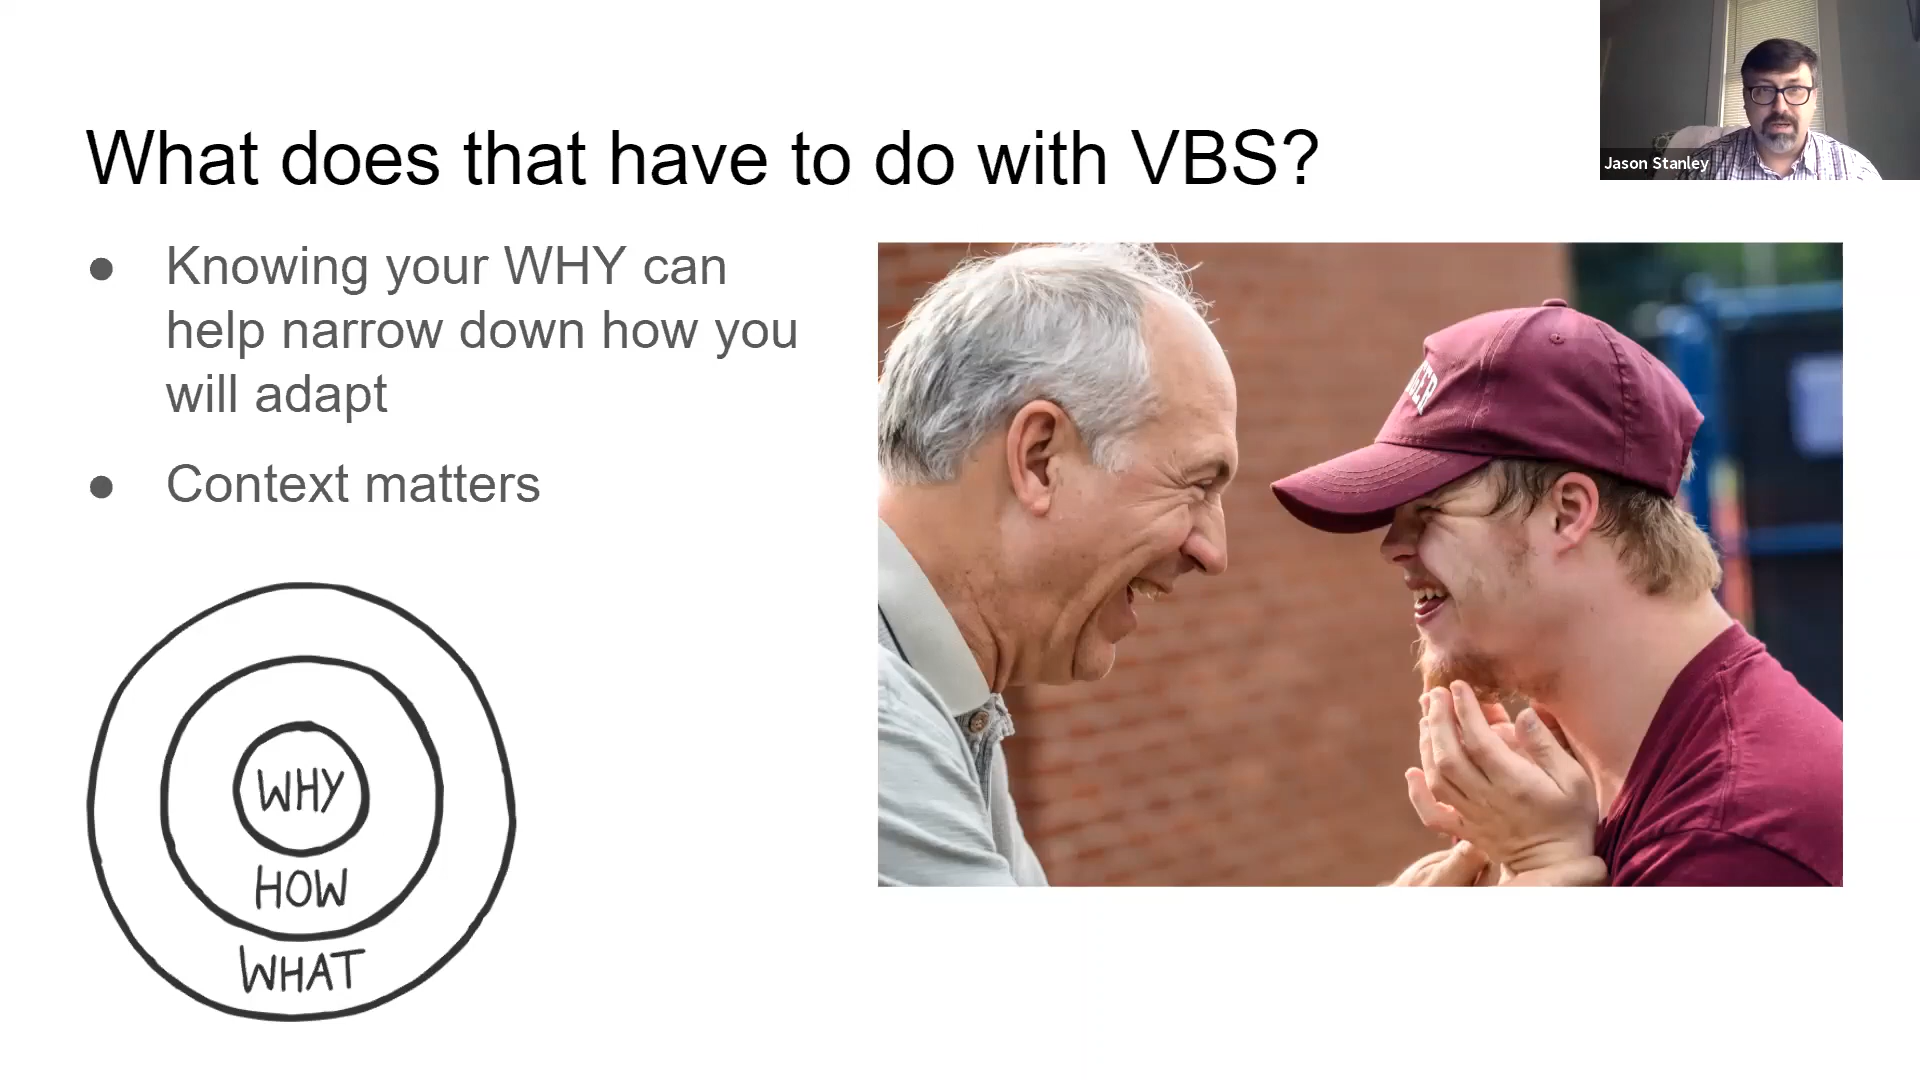 What does that have to do with VBS?
Jason Stanley
● Knowing your WHY can
help narrow down how you
will adapt
● Context matters
WHY
HOW
WHAT